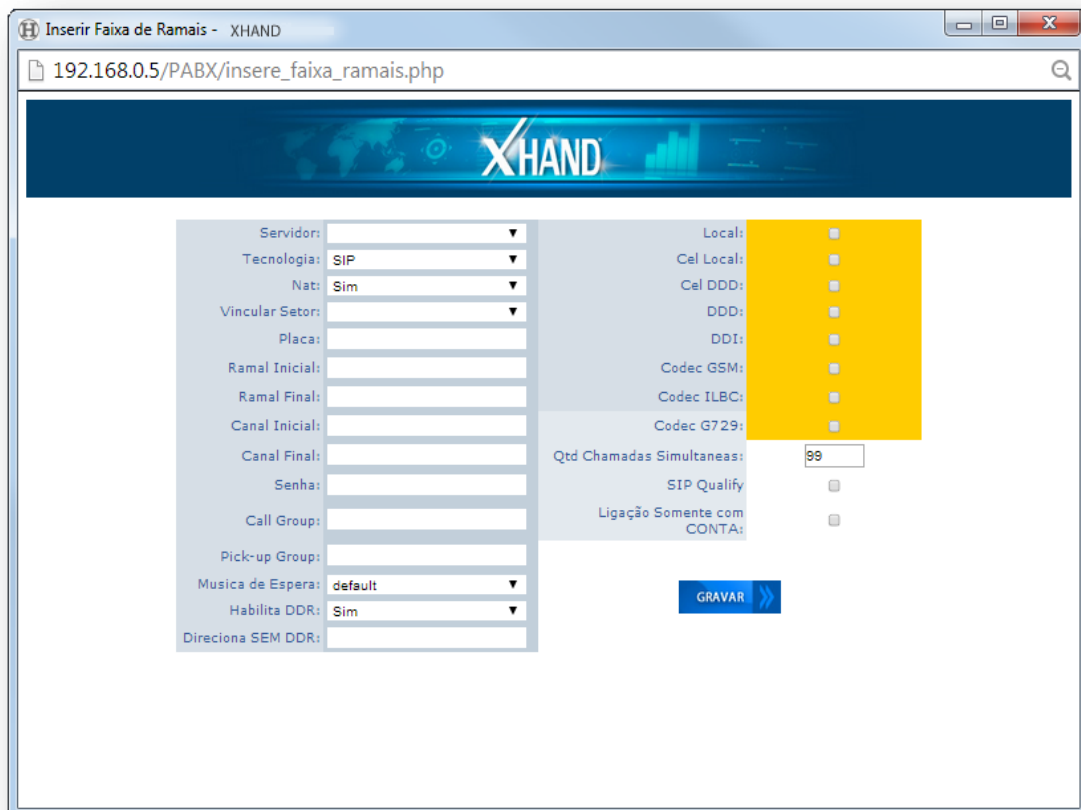 Inserir Faixa de Ramais - XHAND
192.168.0.5/PABX/insere_faixa_ramais.php
XHAND
Servidor:
Tecnologia: SIP
Nat: Sim
Vincular Setor:
Placa:
Ramal Inicial:
Ramal Final:
Canal Inicial:
Canal Final:
Senha:
Call Group:
Pick-up Group:
Musica de Espera: default
Habilita DDR: Sim
Direciona SEM DDR:
Local:
Cel Local:
Cel DDD:
DDD:
DDI:
Codec GSM:
Codec ILBC:
Codec G729:
Qtd Chamadas Simultaneas: 99
SIP Qualify
Ligação Somente com
CONTA:
GRAVAR